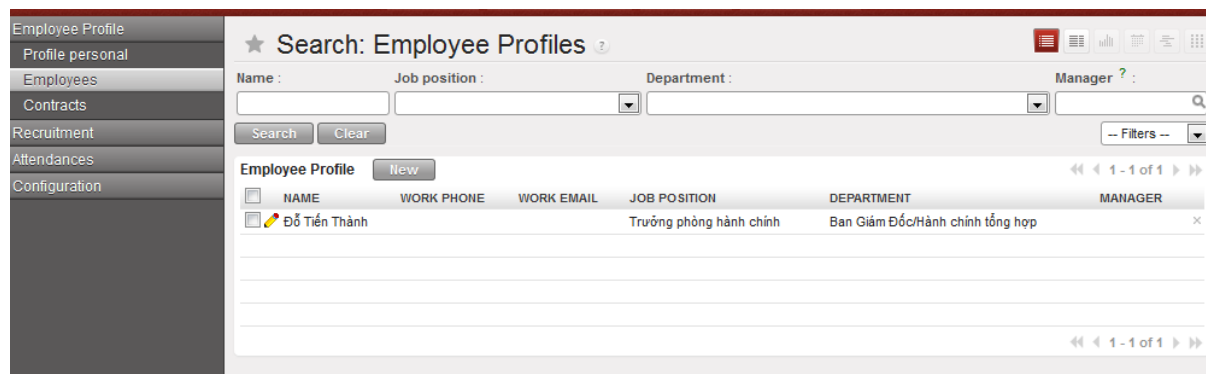 Employee Profile
Profile personal
Employees
Contracts
Recruitment
Attendances
Configuration
Search: Employee Profiles ?
Name : Job position : Department : Manager ? :
Search Clear -- Filters --
Employee Profile New 1 - 1 of 1
NAME WORK PHONE WORK EMAIL JOB POSITION DEPARTMENT MANAGER
Đỗ Tiến Thành Trưởng phòng hành chính Ban Giám Đốc/Hành chính tổng hợp
1 - 1 of 1